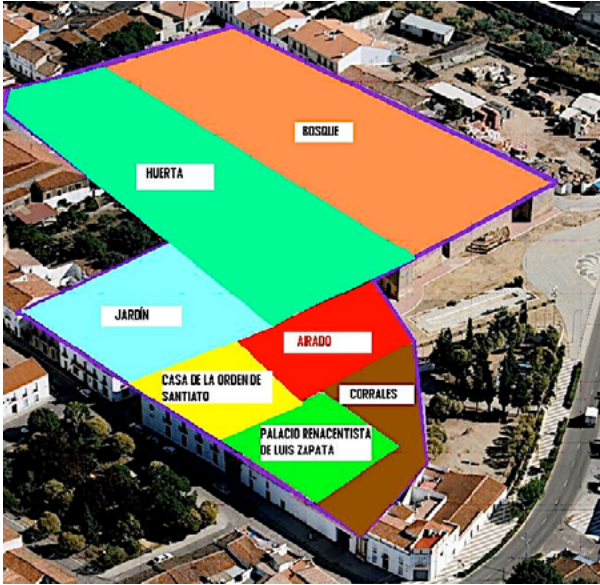 BOSQUE
HUERTA
JARDÍN
AIRADO
CASA DE LA ORDEN DE
SANTIATO
CORRALES
PALACIO RENACENTISTA
DE LUIS ZAPATA